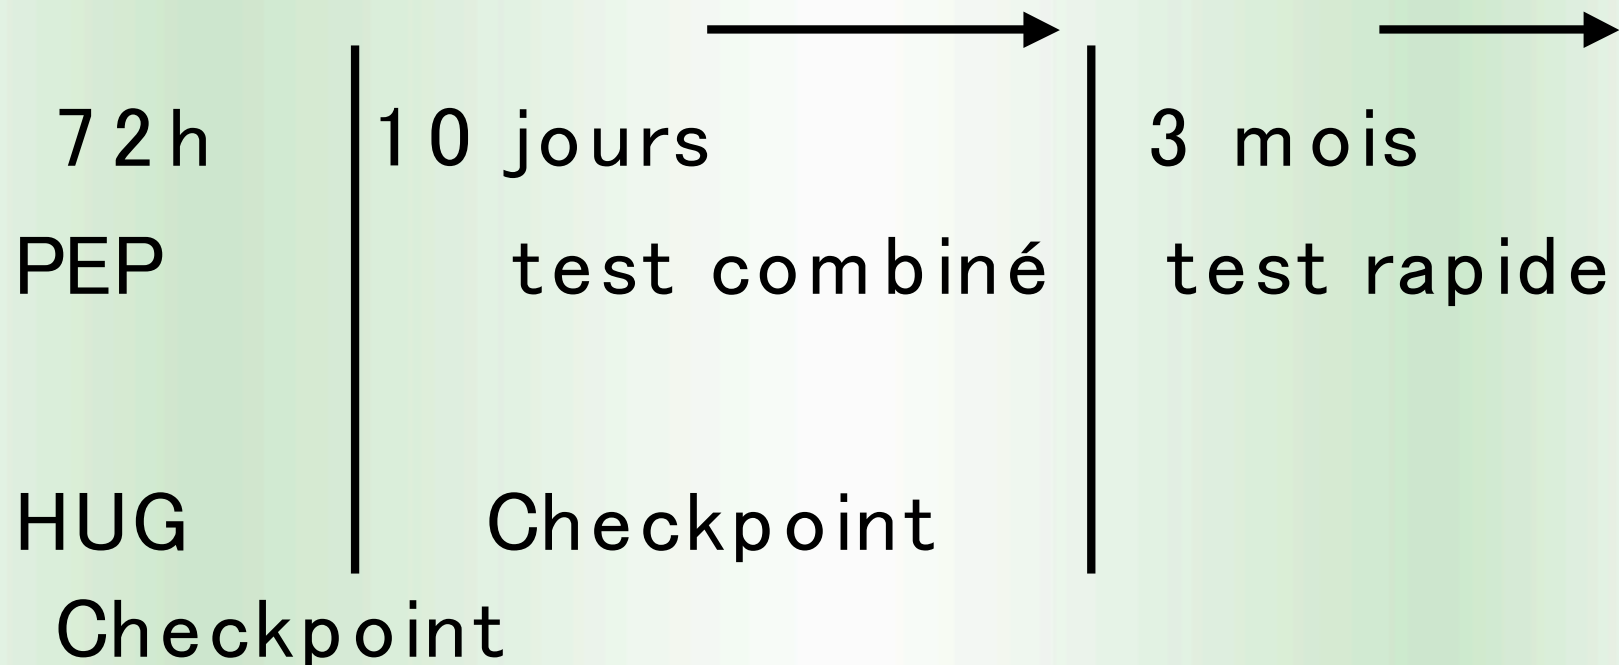 72h 10 jours 3 mois
PEP test combiné test rapide
HUG Checkpoint
Checkpoint